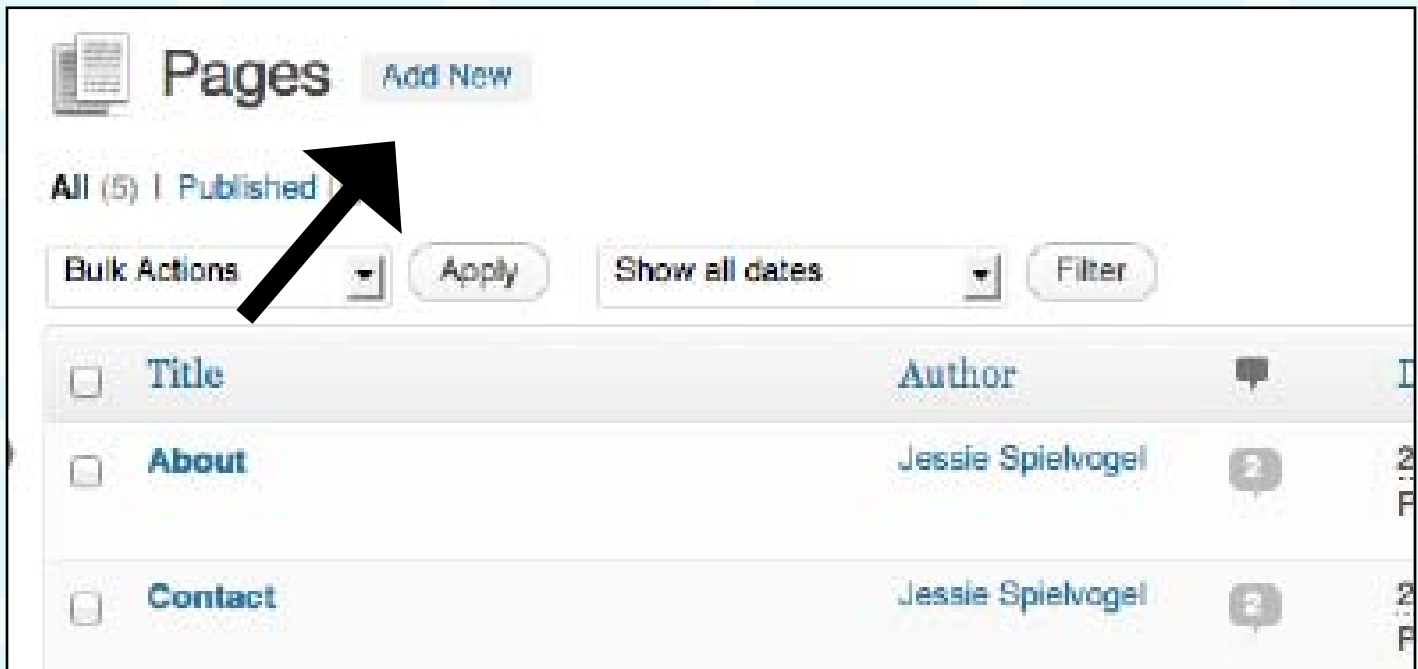 Pages Add New
All (5) | Published |
Bulk Actions Apply Show all dates Filter
Title Author
About Jessie Spielvogel 2
Contact Jessie Spielvogel 2